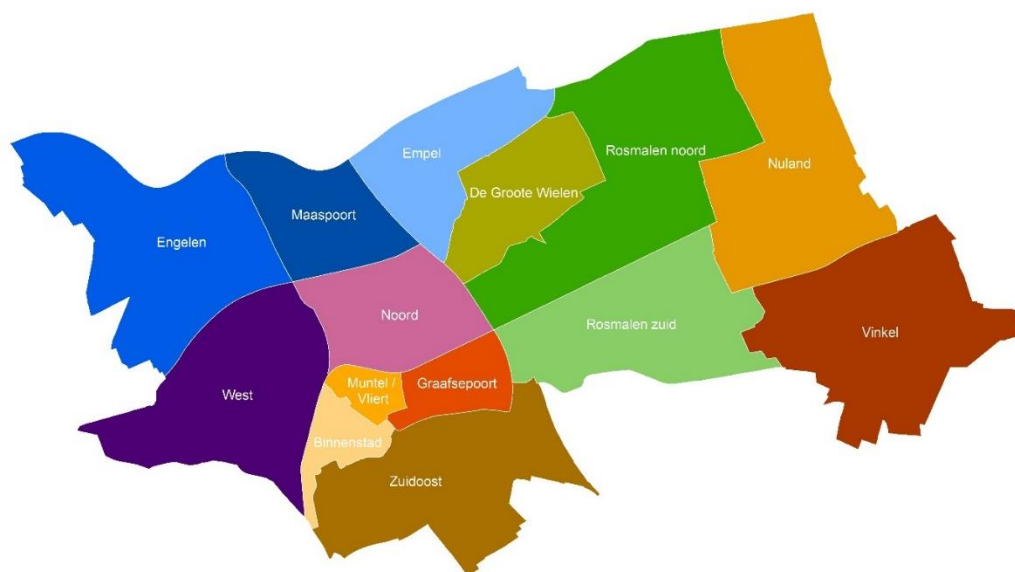 Empel
Rosmalen noord
Nuland
De Groote Wielen
Maaspoort
Engelen
Noord
Rosmalen zuid
Vinkel
West
Muntel /
Vliert
Graafsepoort
Binnenstad
Zuidoost